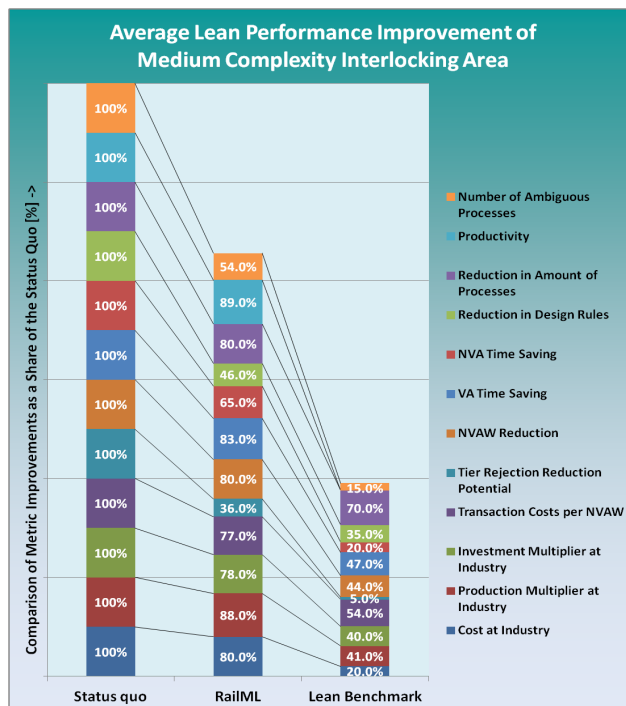 Average Lean Performance Improvement of
Medium Complexity Interlocking Area
Comparison of Metric Improvements as a Share of the Status Quo [%] ->
100%
100%
100%
100%
100%
100%
100%
100%
100%
100%
100%
100%
54.0%
89.0%
80.0%
46.0%
65.0%
83.0%
80.0%
36.0%
77.0%
78.0%
88.0%
80.0%
15.0%
70.0%
35.0%
20.0%
47.0%
44.0%
5.0%
54.0%
40.0%
41.0%
20.0%
Status quo
RailML
Lean Benchmark
Number of Ambiguous
Processes
Productivity
Reduction in Amount of
Processes
Reduction in Design Rules
NVA Time Saving
VA Time Saving
NVAW Reduction
Tier Rejection Reduction
Potential
Transaction Costs per NVAW
Investment Multiplier at
Industry
Production Multiplier at
Industry
Cost at Industry